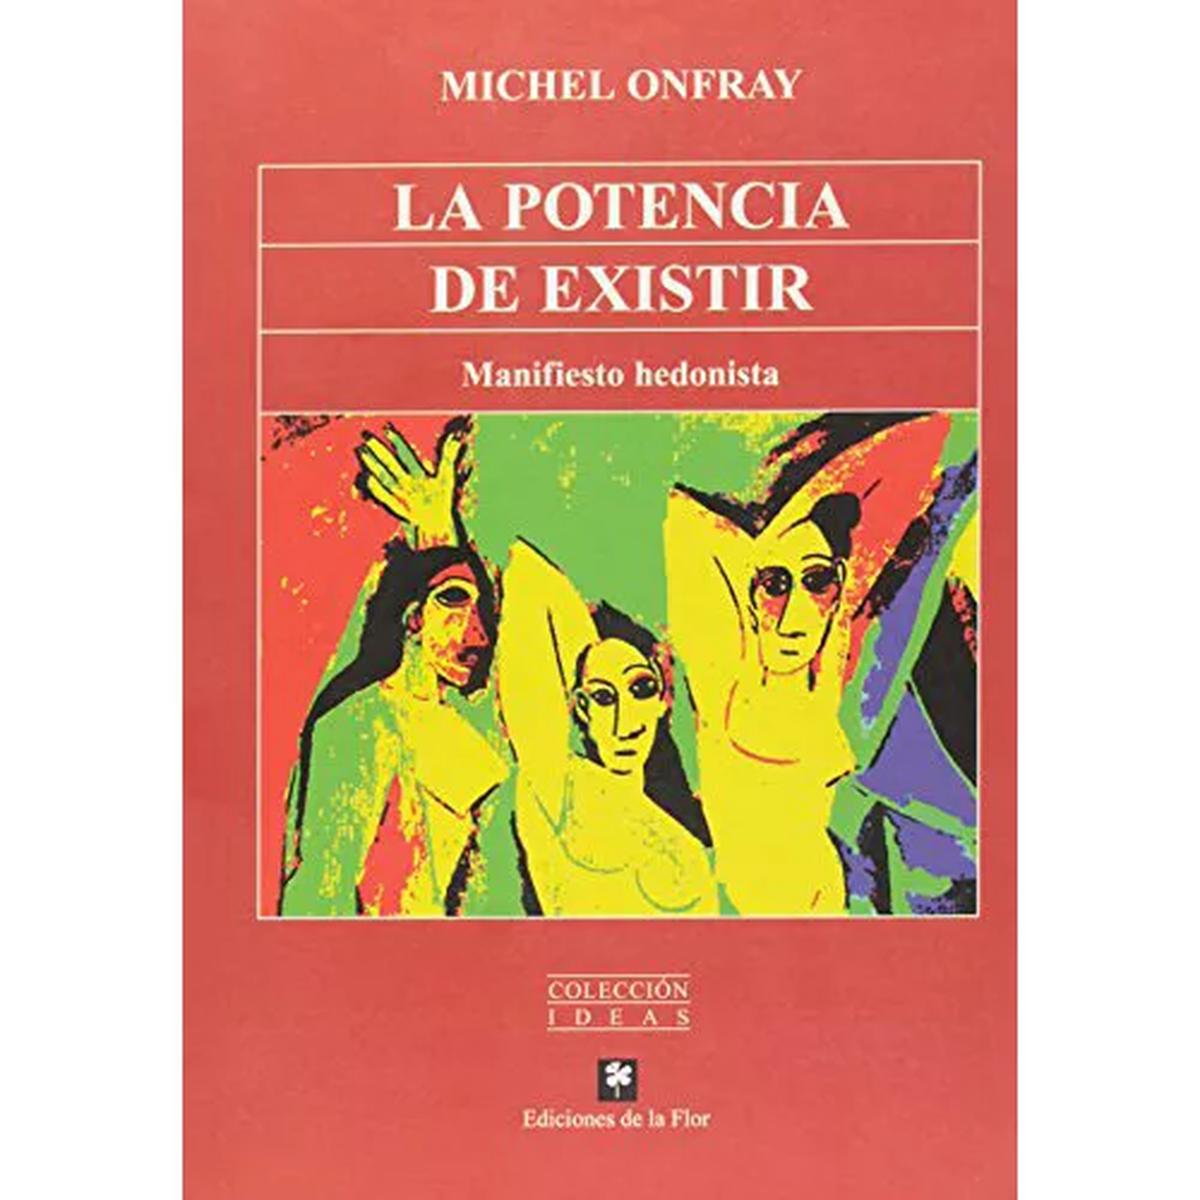 MICHEL ONFRAY
LA POTENCIA
DE EXISTIR
Manifiesto hedonista
COLECCIÓN
IDEAS
Ediciones de la Flor